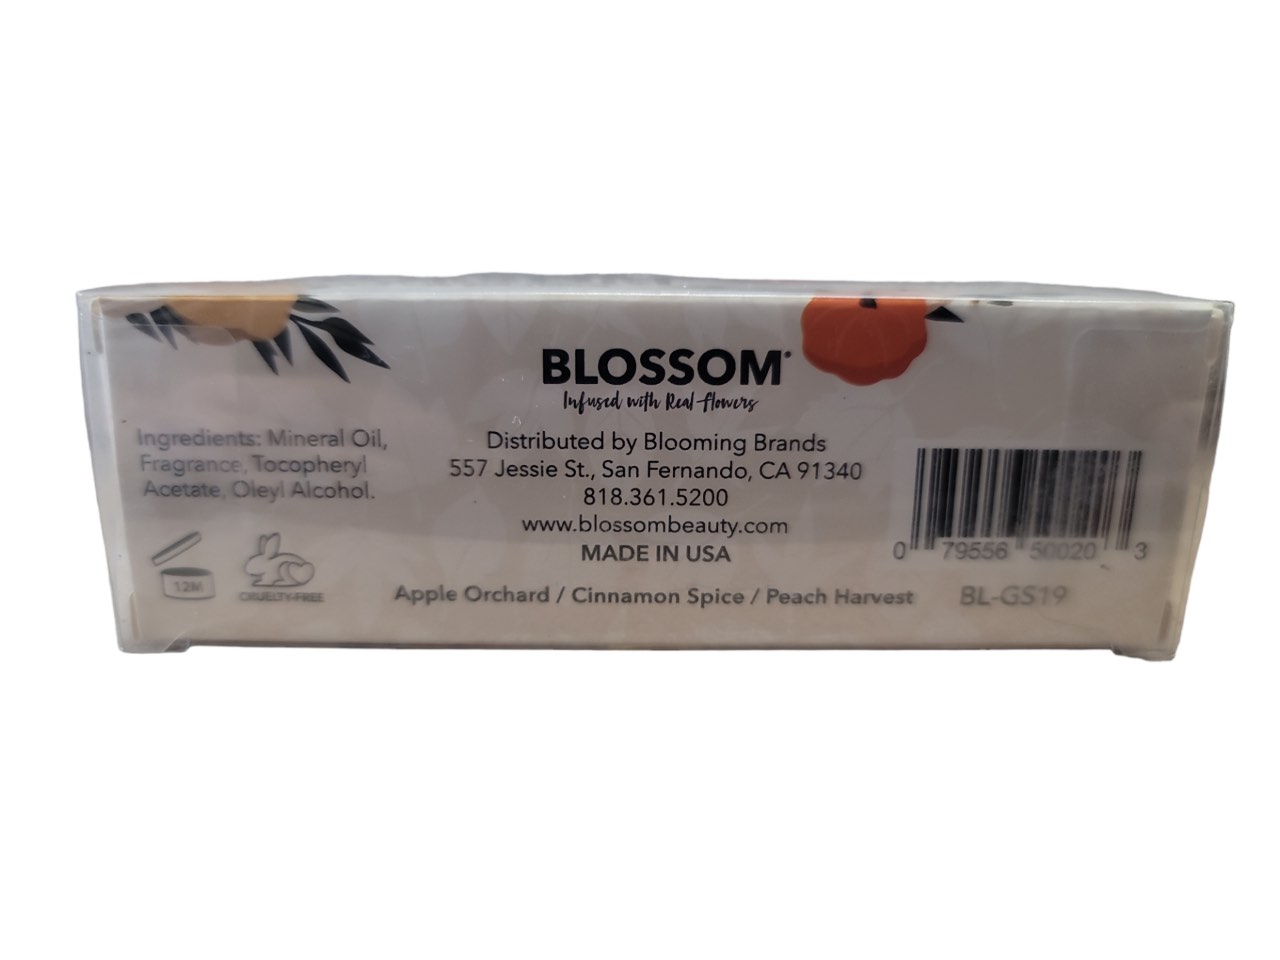 BLOSSOM®
Infused with Real flowers
Ingredients: Mineral Oil,
Fragrance, Tocopheryl
Acetate, Oleyl Alcohol.
12M
CRUELTY-FREE
Distributed by Blooming Brands
557 Jessie St., San Fernando, CA 91340
818.361.5200
www.blossombeauty.com
MADE IN USA
Apple Orchard / Cinnamon Spice / Peach Harvest
0 79556 50020 3
BL-GS19